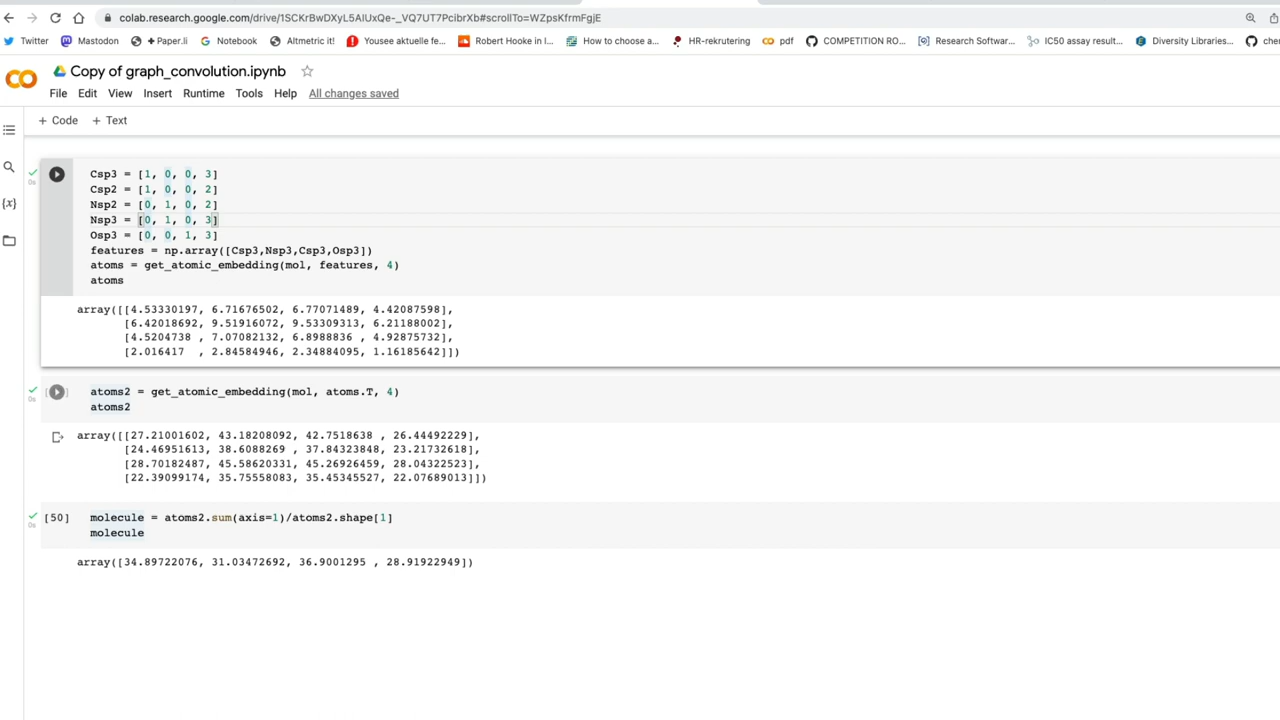 colab.research.google.com/drive/1SCKrBwDXyL5AIUxQe-_VQ7UT7PcibrXb#scrollTo=WZpsKfrmFgjE
Twitter Mastodon + Paper.li Notebook Altmetric it! Yousee aktuelle fe... Robert Hooke in l... How to choose a... HR-rekrutering pdf COMPETITION RO... Research Softwar... IC50 assay result... Diversity Libraries...
Copy of graph_convolution.ipynb
File Edit View Insert Runtime Tools Help All changes saved
+ Code + Text
Csp3 = [1, 0, 0, 3]
Csp2 = [1, 0, 0, 2]
Nsp2 = [0, 1, 0, 2]
Nsp3 = [0, 1, 0, 3]
Osp3 = [0, 0, 1, 3]
features = np.array([Csp3,Nsp3,Csp3,Osp3])
atoms = get_atomic_embedding(mol, features, 4)
atoms
array([[4.53330197, 6.71676502, 6.77071489, 4.42087598],
[6.42018692, 9.51916072, 9.53309313, 6.21188002],
[4.5204738 , 7.07082132, 6.8988836 , 4.92875732],
[2.016417 , 2.84584946, 2.34884095, 1.16185642]])
atoms2 = get_atomic_embedding(mol, atoms.T, 4)
atoms2
array([[27.21001602, 43.18208092, 42.7518638 , 26.44492229],
[24.46951613, 38.6088269 , 37.84323848, 23.21732618],
[28.70182487, 45.58620331, 45.26926459, 28.04322523],
[22.39099174, 35.75558083, 35.45345527, 22.07689013]])
[50] molecule = atoms2.sum(axis=1)/atoms2.shape[1]
molecule
array([34.89722076, 31.03472692, 36.9001295 , 28.91922949])